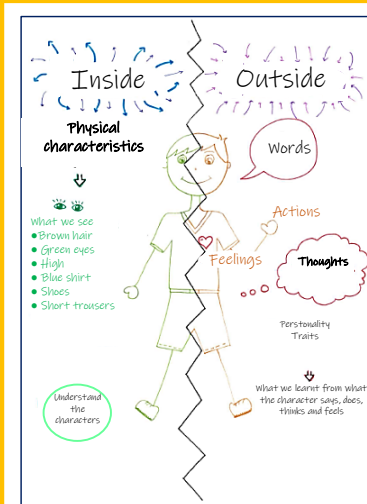 Inside
Physical
characteristics
What we see
● Brown hair
● Green eyes
● High
● Blue shirt
● Shoes
● Short trousers
Understand
the
characters
Outside
Words
Actions
Feelings
Thoughts
Perstonality
Traits
What we learnt from what
the character says, does,
thinks and feels